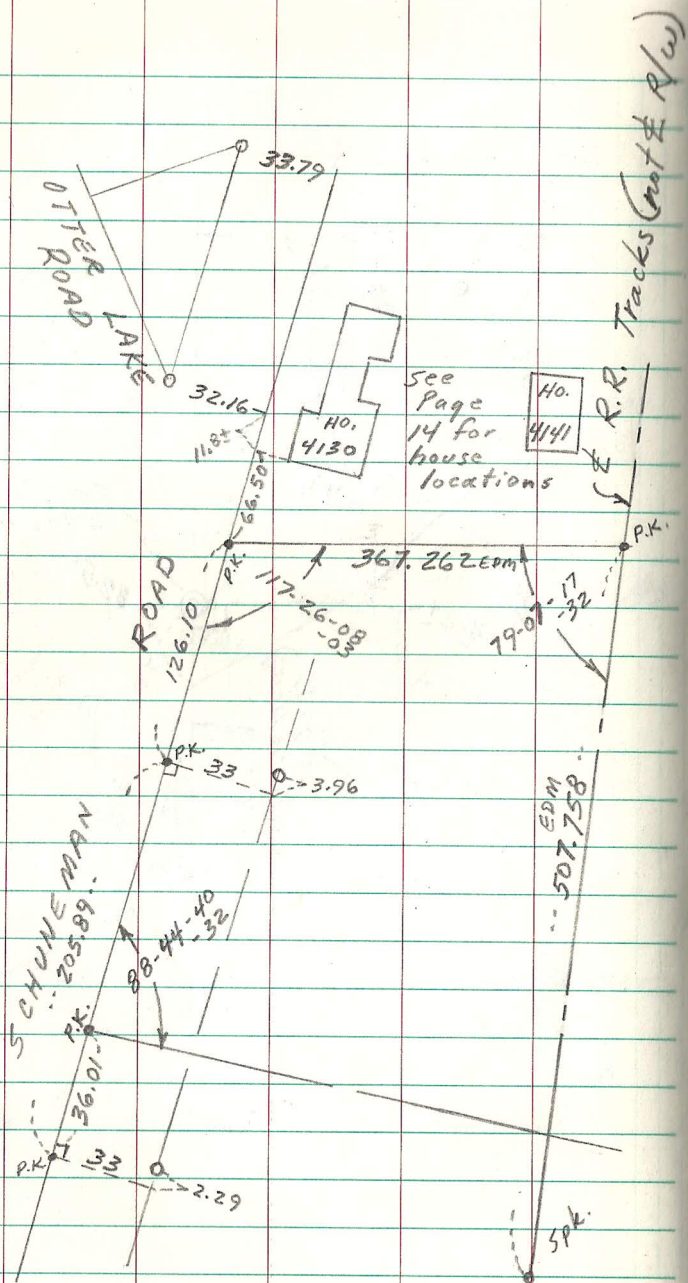 33.79
OTTER LAKE
ROAD
℄ R.R. Tracks (not ℄ R/W)
32.16
11.8±
66.50
HO.
4130
See
Page
14 for
house
locations
HO.
4141
P.K.
367.262 EDM
P.K.
ROAD
126.10
117-26-08
-03
79-07-17
-32
P.K.
33
3.96
EDM
507.758
SCHUNEMAN
205.89
88-44-40
-32
P.K.
36.01
P.K.
33
2.29
SPK.